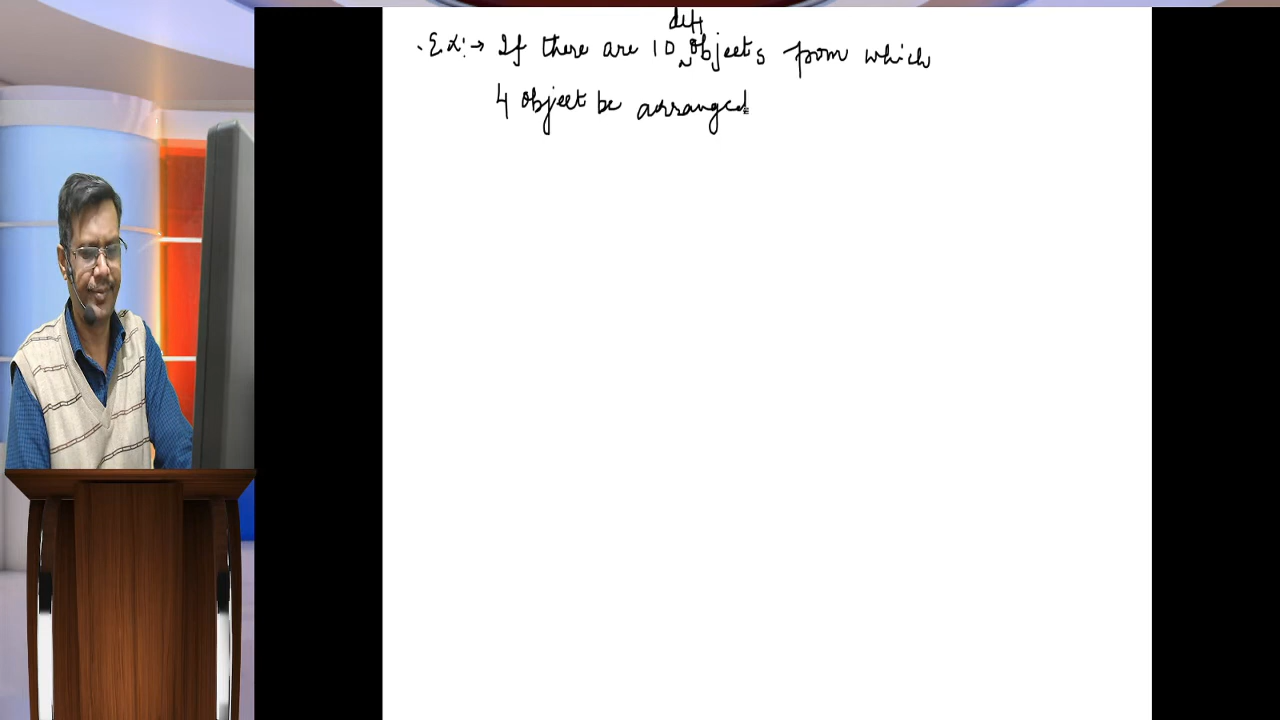 Ex:→ If there are 10 diff objects from which
4 object be arranged